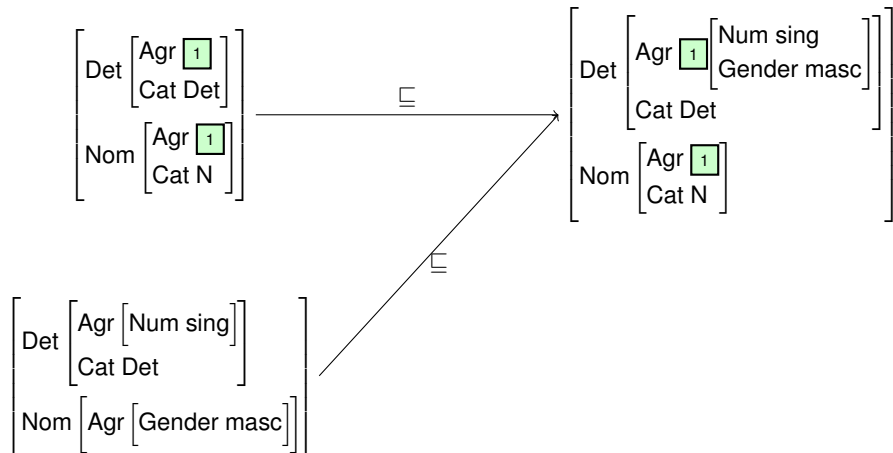 Det [Agr 1
Cat Det]
Nom [Agr 1
Cat N]
⊑
Det [Agr 1 [Num sing
Gender masc]
Cat Det]
Nom [Agr 1
Cat N]
⊑
Det [Agr [Num sing]
Cat Det]
Nom [Agr [Gender masc]]